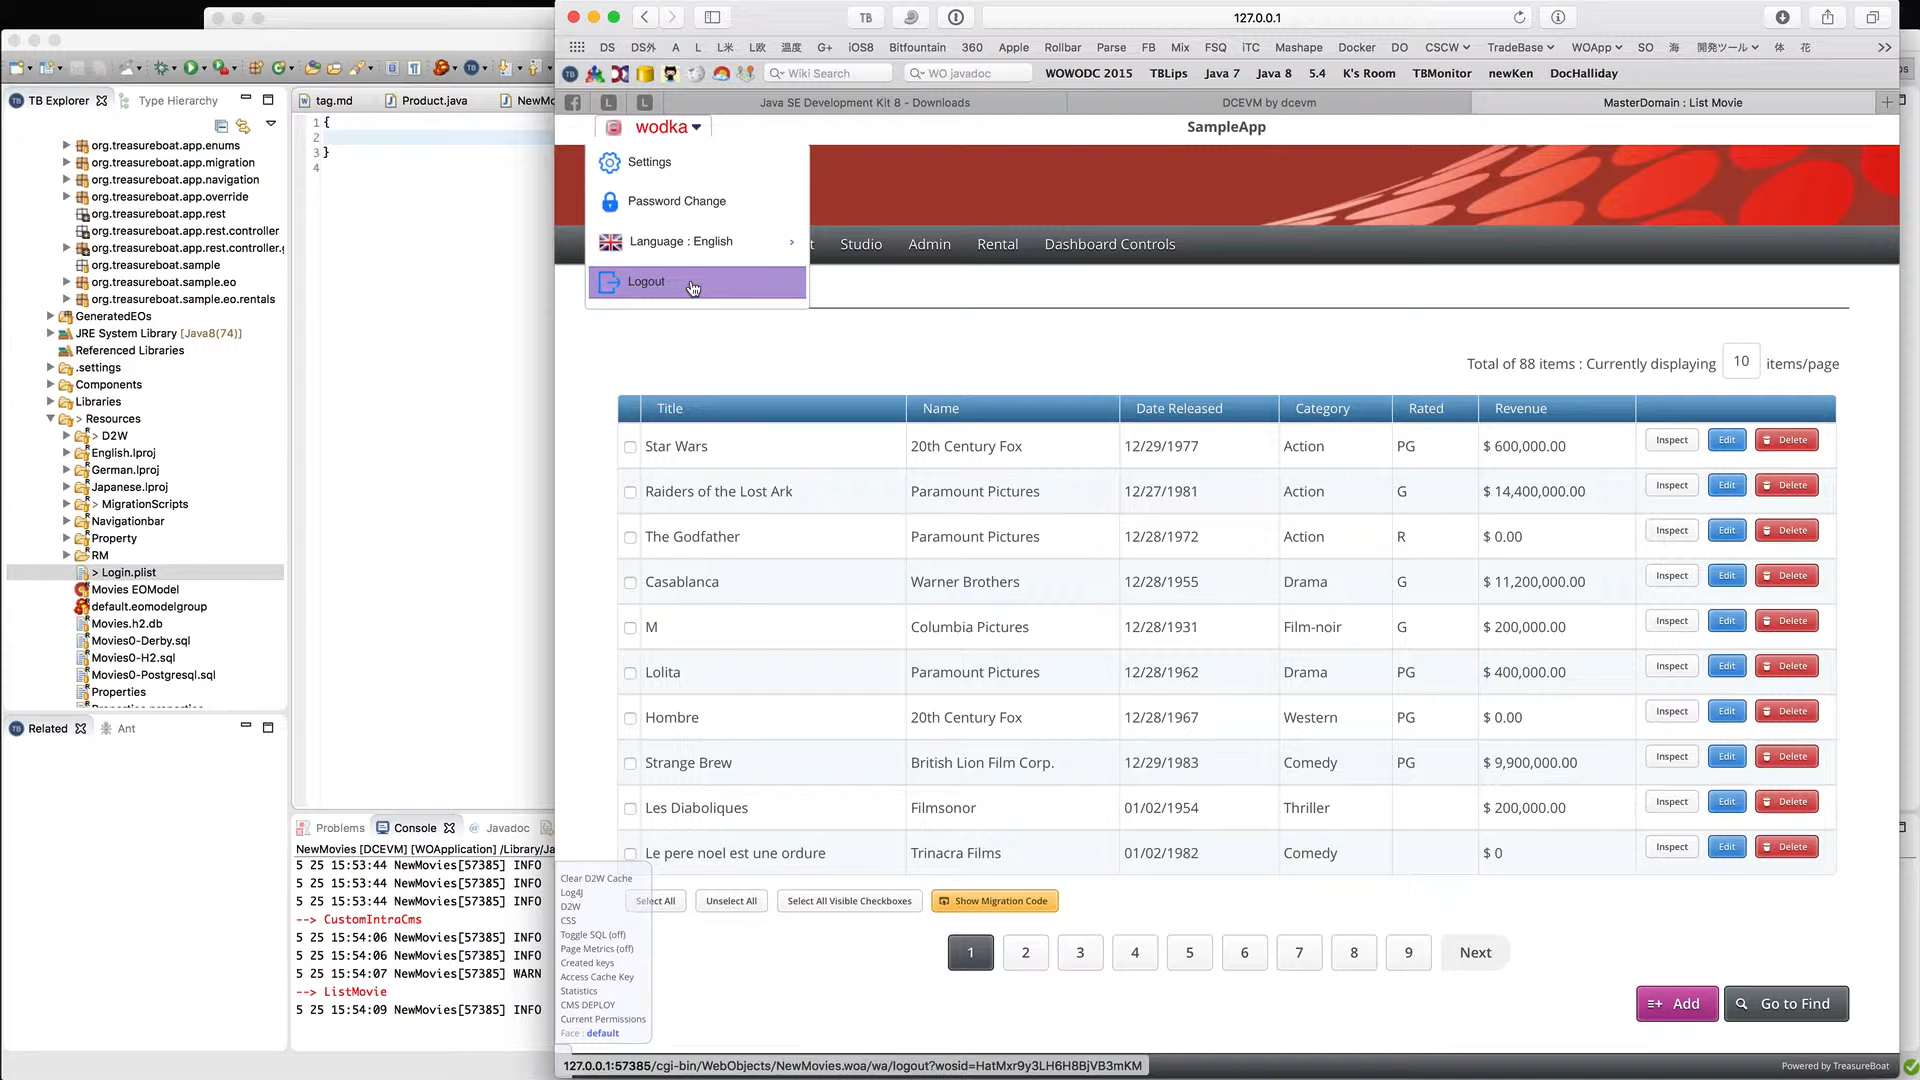 127.0.0.1
TB
DS DS外 A L L米 L欧 温度 G+ iOS8 Bitfountain 360 Apple Rollbar Parse FB Mix FSQ iTC Mashape Docker DO CSCW TradeBase WOApp SO 海 開発ツール 体 花
Wiki Search WO javadoc WOWODC 2015 TBLips Java 7 Java 8 5.4 K's Room TBMonitor newKen DocHalliday
L L Java SE Development Kit 8 - Downloads DCEVM by dcevm MasterDomain : List Movie
TB Explorer Type Hierarchy
tag.md Product.java NewMo
1 {
2
3 }
4
org.treasureboat.app.enums
org.treasureboat.app.migration
org.treasureboat.app.navigation
org.treasureboat.app.override
org.treasureboat.app.rest
org.treasureboat.app.rest.controller
org.treasureboat.app.rest.controller.
org.treasureboat.sample
org.treasureboat.sample.eo
org.treasureboat.sample.eo.rentals
GeneratedEOs
JRE System Library [Java8(74)]
Referenced Libraries
.settings
Components
Libraries
> Resources
> D2W
English.lproj
German.lproj
Japanese.lproj
> MigrationScripts
Navigationbar
Property
RM
> Login.plist
Movies EOModel
default.eomodelgroup
Movies.h2.db
Movies0-Derby.sql
Movies0-H2.sql
Movies0-Postgresql.sql
Properties
Related Ant
Problems Console Javadoc
NewMovies [DCEVM] [WOApplication] /Library/Ja
5 25 15:53:44 NewMovies[57385] INFO
5 25 15:53:44 NewMovies[57385] INFO
5 25 15:53:44 NewMovies[57385] INFO
--> CustomIntraCms
5 25 15:54:06 NewMovies[57385] INFO
5 25 15:54:06 NewMovies[57385] INFO
5 25 15:54:07 NewMovies[57385] WARN
--> ListMovie
5 25 15:54:09 NewMovies[57385] INFO
wodka
SampleApp
Settings
Password Change
Language : English
Logout
t Studio Admin Rental Dashboard Controls
Total of 88 items : Currently displaying 10 items/page
Title Name Date Released Category Rated Revenue
Star Wars 20th Century Fox 12/29/1977 Action PG $ 600,000.00 Inspect Edit Delete
Raiders of the Lost Ark Paramount Pictures 12/27/1981 Action G $ 14,400,000.00 Inspect Edit Delete
The Godfather Paramount Pictures 12/28/1972 Action R $ 0.00 Inspect Edit Delete
Casablanca Warner Brothers 12/28/1955 Drama G $ 11,200,000.00 Inspect Edit Delete
M Columbia Pictures 12/28/1931 Film-noir G $ 200,000.00 Inspect Edit Delete
Lolita Paramount Pictures 12/28/1962 Drama PG $ 400,000.00 Inspect Edit Delete
Hombre 20th Century Fox 12/28/1967 Western PG $ 0.00 Inspect Edit Delete
Strange Brew British Lion Film Corp. 12/29/1983 Comedy PG $ 9,900,000.00 Inspect Edit Delete
Les Diaboliques Filmsonor 01/02/1954 Thriller $ 200,000.00 Inspect Edit Delete
Le pere noel est une ordure Trinacra Films 01/02/1982 Comedy $ 0 Inspect Edit Delete
Select All Unselect All Select All Visible Checkboxes Show Migration Code
Clear D2W Cache
Log4J
D2W
CSS
Toggle SQL (off)
Page Metrics (off)
Created keys
Access Cache Key
Statistics
CMS DEPLOY
Current Permissions
Face : default
1 2 3 4 5 6 7 8 9 Next
Add Go to Find
127.0.0.1:57385/cgi-bin/WebObjects/NewMovies.woa/wa/logout?wosid=HatMxr9y3LH6H8BjVB3mKM
Powered by TreasureBoat